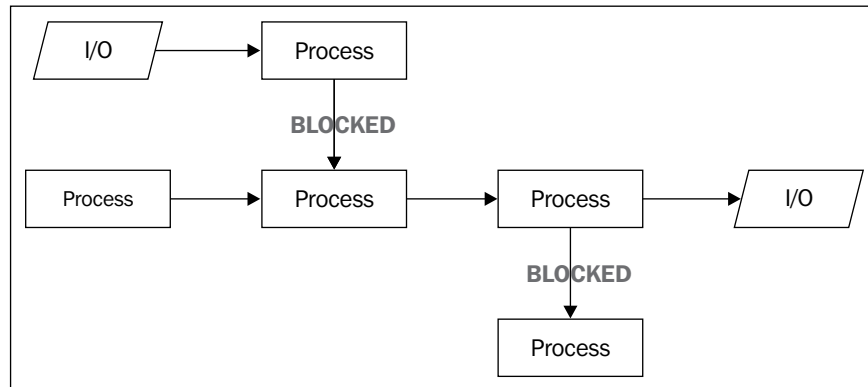 I/O
Process
BLOCKED
Process
Process
Process
I/O
BLOCKED
Process